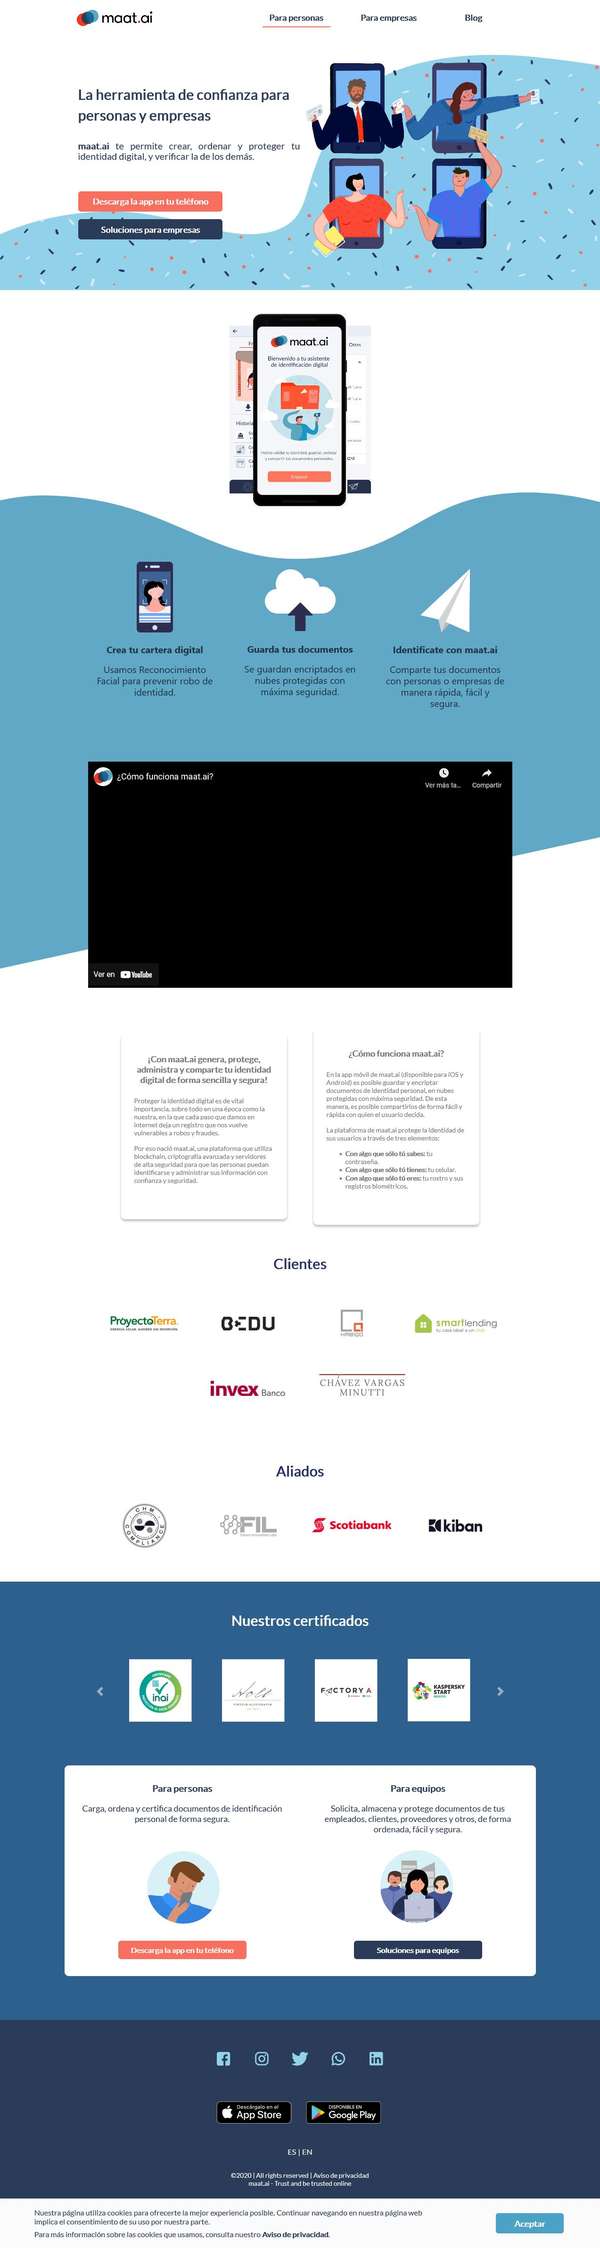 maat.ai
Para personas
Para empresas
Blog
La herramienta de confianza para
personas y empresas
maat.ai te permite crear, ordenar y proteger tu
identidad digital, y verificar la de los demás.
Descarga la app en tu teléfono
Soluciones para empresas
maat.ai
Bienvenido a tu asistente
de identificación digital
Crea tu cartera digital
Usamos Reconocimiento
Facial para prevenir robo de
identidad.
Guarda tus documentos
Se guardan encriptados en
nubes protegidas con
máxima seguridad.
Identifícate con maat.ai
Comparte tus documentos
con personas o empresas de
manera rápida, fácil y
segura.
¿Cómo funciona maat.ai?
Ver más ta...
Compartir
Ver en YouTube
¡Con maat.ai genera, protege,
administra y comparte tu identidad
digital de forma sencilla y segura!
Proteger la identidad digital es de vital
importancia, sobre todo en una época como la
nuestra, en la que cada paso que damos en
internet deja un registro que nos vuelve
vulnerables a robos y fraudes.
Por eso nació maat.ai, una plataforma que utiliza
blockchain, criptografía avanzada y servidores
de alta seguridad para que las personas puedan
identificarse y administrar sus información con
confianza y seguridad.
¿Cómo funciona maat.ai?
En la app móvil de maat.ai (disponible para iOS y
Android) es posible guardar y encriptar
documentos de identidad personal, en nubes
protegidas con máxima seguridad. De esta
manera, es posible compartirlos de forma fácil y
rápida con quien el usuario decida.
La plataforma de maat.ai protege la identidad de
sus usuarios a través de tres elementos:
• Con algo que sólo tú sabes: tu
contraseña.
• Con algo que sólo tú tienes: tu celular.
• Con algo que sólo tú eres: tu rostro y sus
registros biométricos.
Clientes
ProyectoTerra.
BEDU
smartlending
invex Banco
CHÁVEZ VARGAS
MINUTTI
Aliados
CHM COMPLIANCE
FIL
Scotiabank
kiban
Nuestros certificados
inai
FACTORY A
KASPERSKY
START
Para personas
Carga, ordena y certifica documentos de identificación
personal de forma segura.
Descarga la app en tu teléfono
Para equipos
Solicita, almacena y protege documentos de tus
empleados, clientes, proveedores y otros, de forma
ordenada, fácil y segura.
Soluciones para equipos
Descárgalo en el
App Store
DISPONIBLE EN
Google Play
ES | EN
©2020 | All rights reserved | Aviso de privacidad
maat.ai - Trust and be trusted online
Nuestra página utiliza cookies para ofrecerte la mejor experiencia posible. Continuar navegando en nuestra página web
implica el consentimiento de su uso por nuestra parte.
Para más información sobre las cookies que usamos, consulta nuestro Aviso de privacidad.
Aceptar